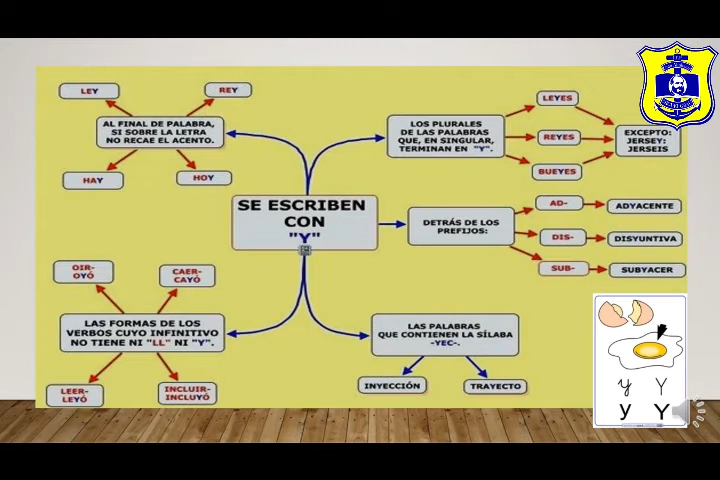 LEY
REY
AL FINAL DE PALABRA,
SI SOBRE LA LETRA
NO RECAE EL ACENTO.
HAY
HOY
LOS PLURALES
DE LAS PALABRAS
QUE, EN SINGULAR,
TERMINAN EN "Y".
LEYES
REYES
BUEYES
EXCEPTO:
JERSEY:
JERSEIS
SE ESCRIBEN
CON
"Y"
DETRÁS DE LOS
PREFIJOS:
AD-
ADYACENTE
DIS-
DISYUNTIVA
SUB-
SUBYACER
OIR-
OYÓ
CAER-
CAYÓ
LAS FORMAS DE LOS
VERBOS CUYO INFINITIVO
NO TIENE NI "LL" NI "Y".
LEER-
LEYÓ
INCLUIR-
INCLUYÓ
LAS PALABRAS
QUE CONTIENEN LA SÍLABA
-YEC-.
INYECCIÓN
TRAYECTO
y Y
y Y